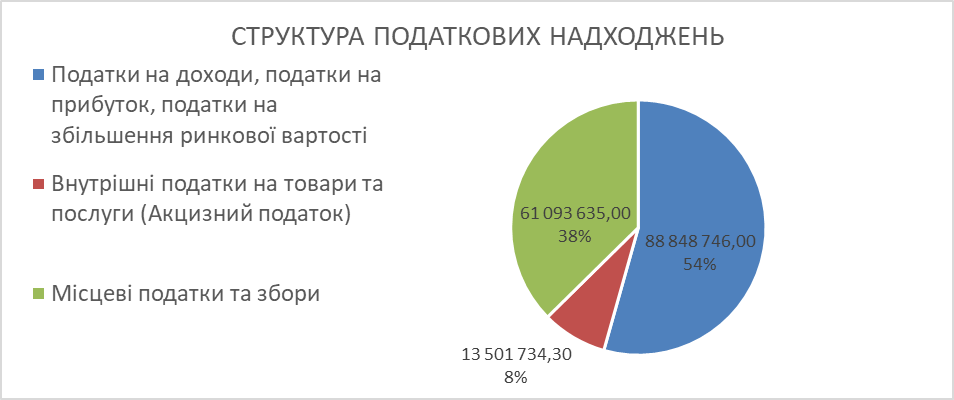 СТРУКТУРА ПОДАТКОВИХ НАДХОДЖЕНЬ
Податки на доходи, податки на
прибуток, податки на
збільшення ринкової вартості
Внутрішні податки на товари та
послуги (Акцизний податок)
Місцеві податки та збори
61 093 635,00
38%
88 848 746,00
54%
13 501 734,30
8%